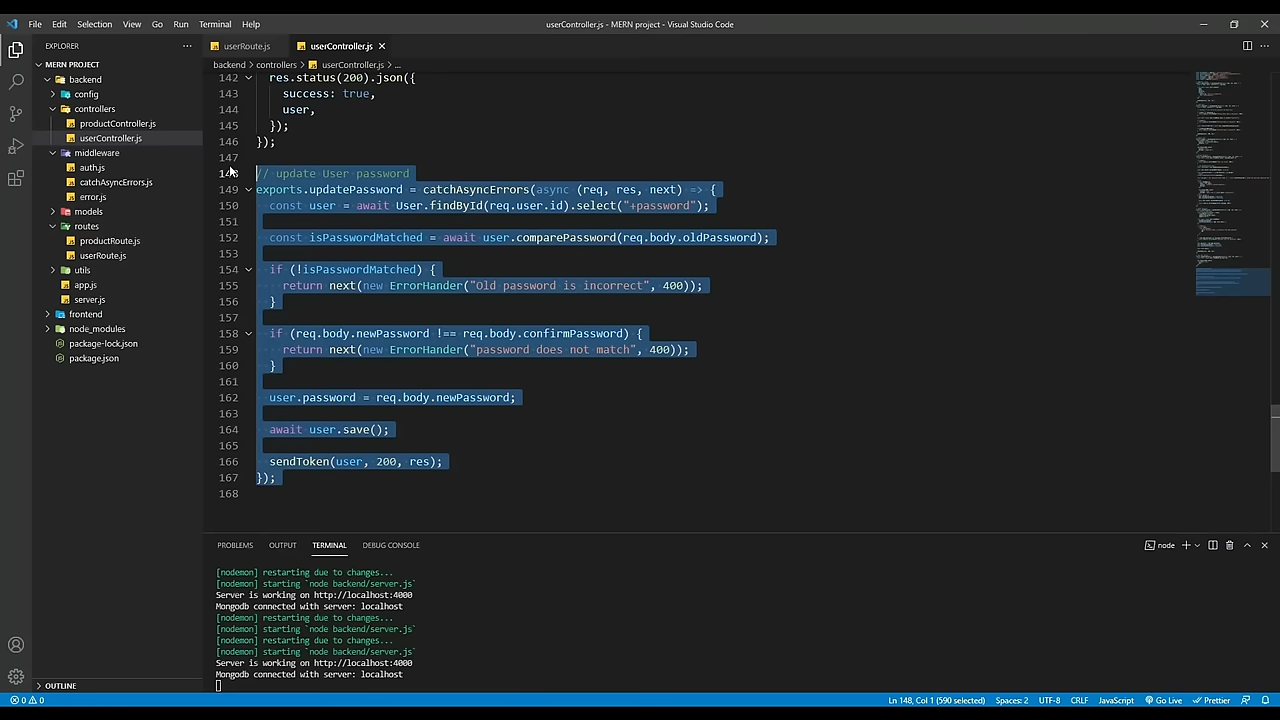 File Edit Selection View Go Run Terminal Help
userController.js - MERN project - Visual Studio Code
EXPLORER
MERN PROJECT
backend
config
controllers
productController.js
userController.js
middleware
auth.js
catchAsyncErrors.js
error.js
models
routes
productRoute.js
userRoute.js
utils
app.js
server.js
frontend
node_modules
package-lock.json
package.json
OUTLINE
userRoute.js userController.js
backend > controllers > userController.js > ...
142 res.status(200).json({
143 success: true,
144 user,
145 });
146 });
147
// update User password
149 exports.updatePassword = catchAsyncErrors(async (req, res, next) => {
150 const user = await User.findById(req.user.id).select("+password");
151
152 const isPasswordMatched = await user.comparePassword(req.body.oldPassword);
153
154 if (!isPasswordMatched) {
155 return next(new ErrorHander("Old password is incorrect", 400));
156 }
157
158 if (req.body.newPassword !== req.body.confirmPassword) {
159 return next(new ErrorHander("password does not match", 400));
160 }
161
162 user.password = req.body.newPassword;
163
164 await user.save();
165
166 sendToken(user, 200, res);
167 });
168
PROBLEMS OUTPUT TERMINAL DEBUG CONSOLE
node
[nodemon] restarting due to changes...
[nodemon] starting `node backend/server.js`
Server is working on http://localhost:4000
Mongodb connected with server: localhost
[nodemon] restarting due to changes...
[nodemon] starting `node backend/server.js`
[nodemon] restarting due to changes...
[nodemon] starting `node backend/server.js`
Server is working on http://localhost:4000
Mongodb connected with server: localhost
0 0
Ln 148, Col 1 (590 selected) Spaces: 2 UTF-8 CRLF JavaScript Go Live Prettier